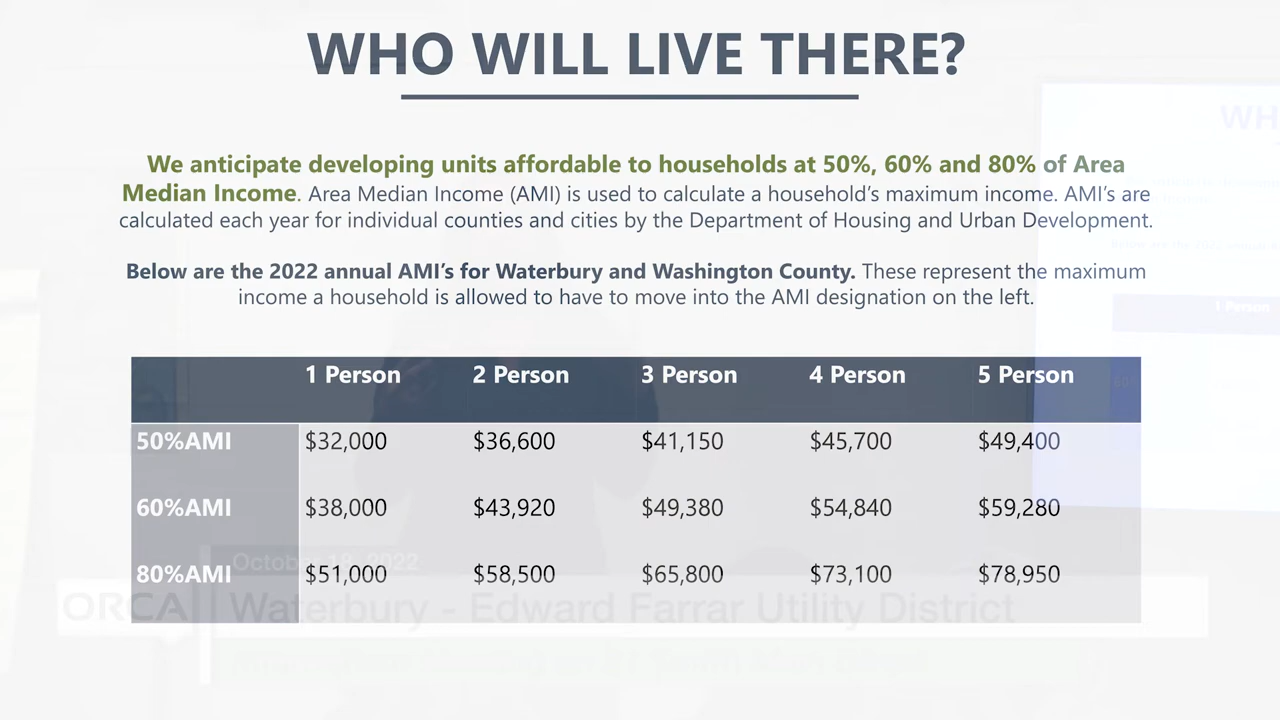 WHO WILL LIVE THERE?
WH
We anticipate developing units affordable to households at 50%, 60% and 80% of Area
Median Income. Area Median Income (AMI) is used to calculate a household's maximum income. AMI's are
calculated each year for individual counties and cities by the Department of Housing and Urban Development.
Below are the 2022 annual AMI's for Waterbury and Washington County. These represent the maximum
income a household is allowed to have to move into the AMI designation on the left.
1 Person
1 Person 2 Person 3 Person 4 Person 5 Person
50%AMI $32,000 $36,600 $41,150 $45,700 $49,400
60%AMI $38,000 $43,920 $49,380 $54,840 $59,280
80%AMI $51,000 $58,500 $65,800 $73,100 $78,950
October 18, 2022
ORCA Waterbury - Edward Farrar Utility District